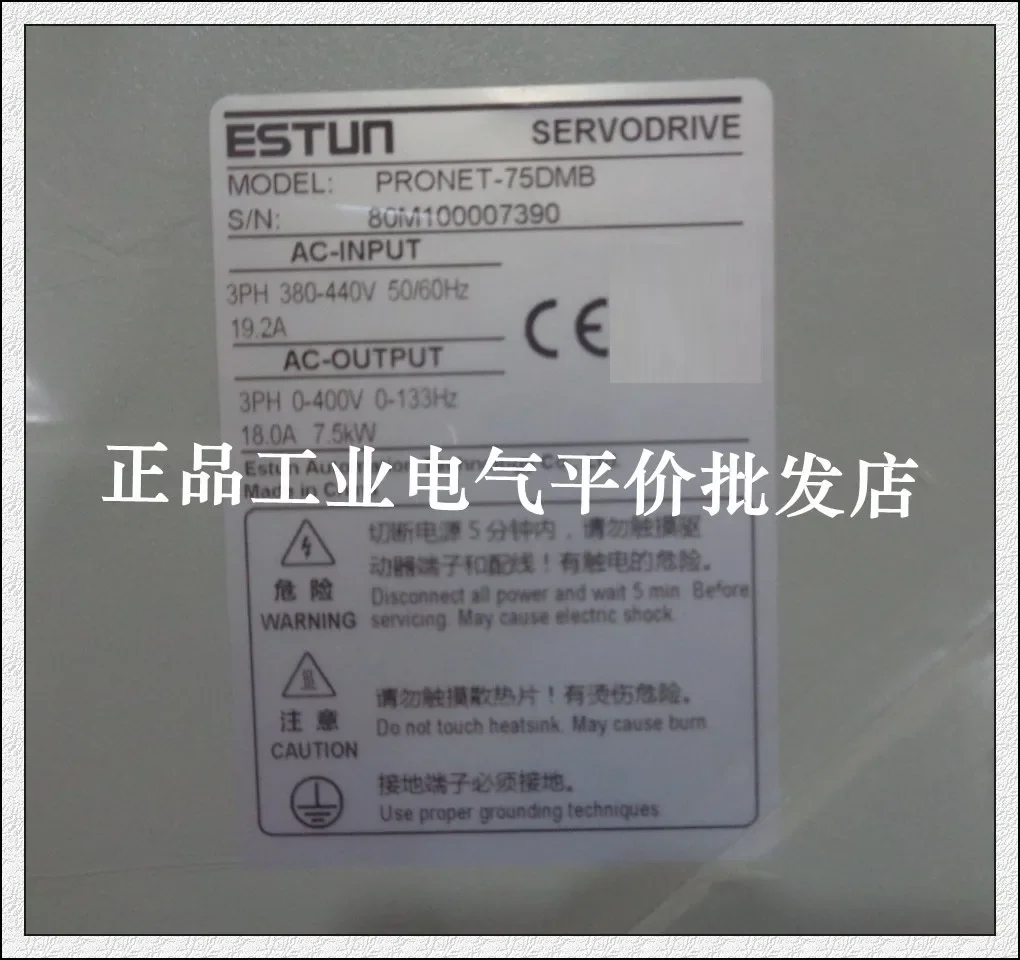 ESTUN SERVODRIVE
MODEL: PRONET-75DMB
S/N: 80M100007390
AC-INPUT
3PH 380-440V 50/60Hz
19.2A
CE
AC-OUTPUT
3PH 0-400V 0-133Hz
18.0A 7.5kW
Estun
正品工业电气平价批发店
Made in
切断电源5分钟内，请勿触摸驱
动器端子和配线！有触电的危险。
危 险
Disconnect all power and wait 5 min. Before
WARNING
servicing. May cause electric shock.
请勿触摸散热片！有烫伤危险。
注 意
Do not touch heatsink. May cause burn.
CAUTION
接地端子必须接地。
Use proper grounding techniques